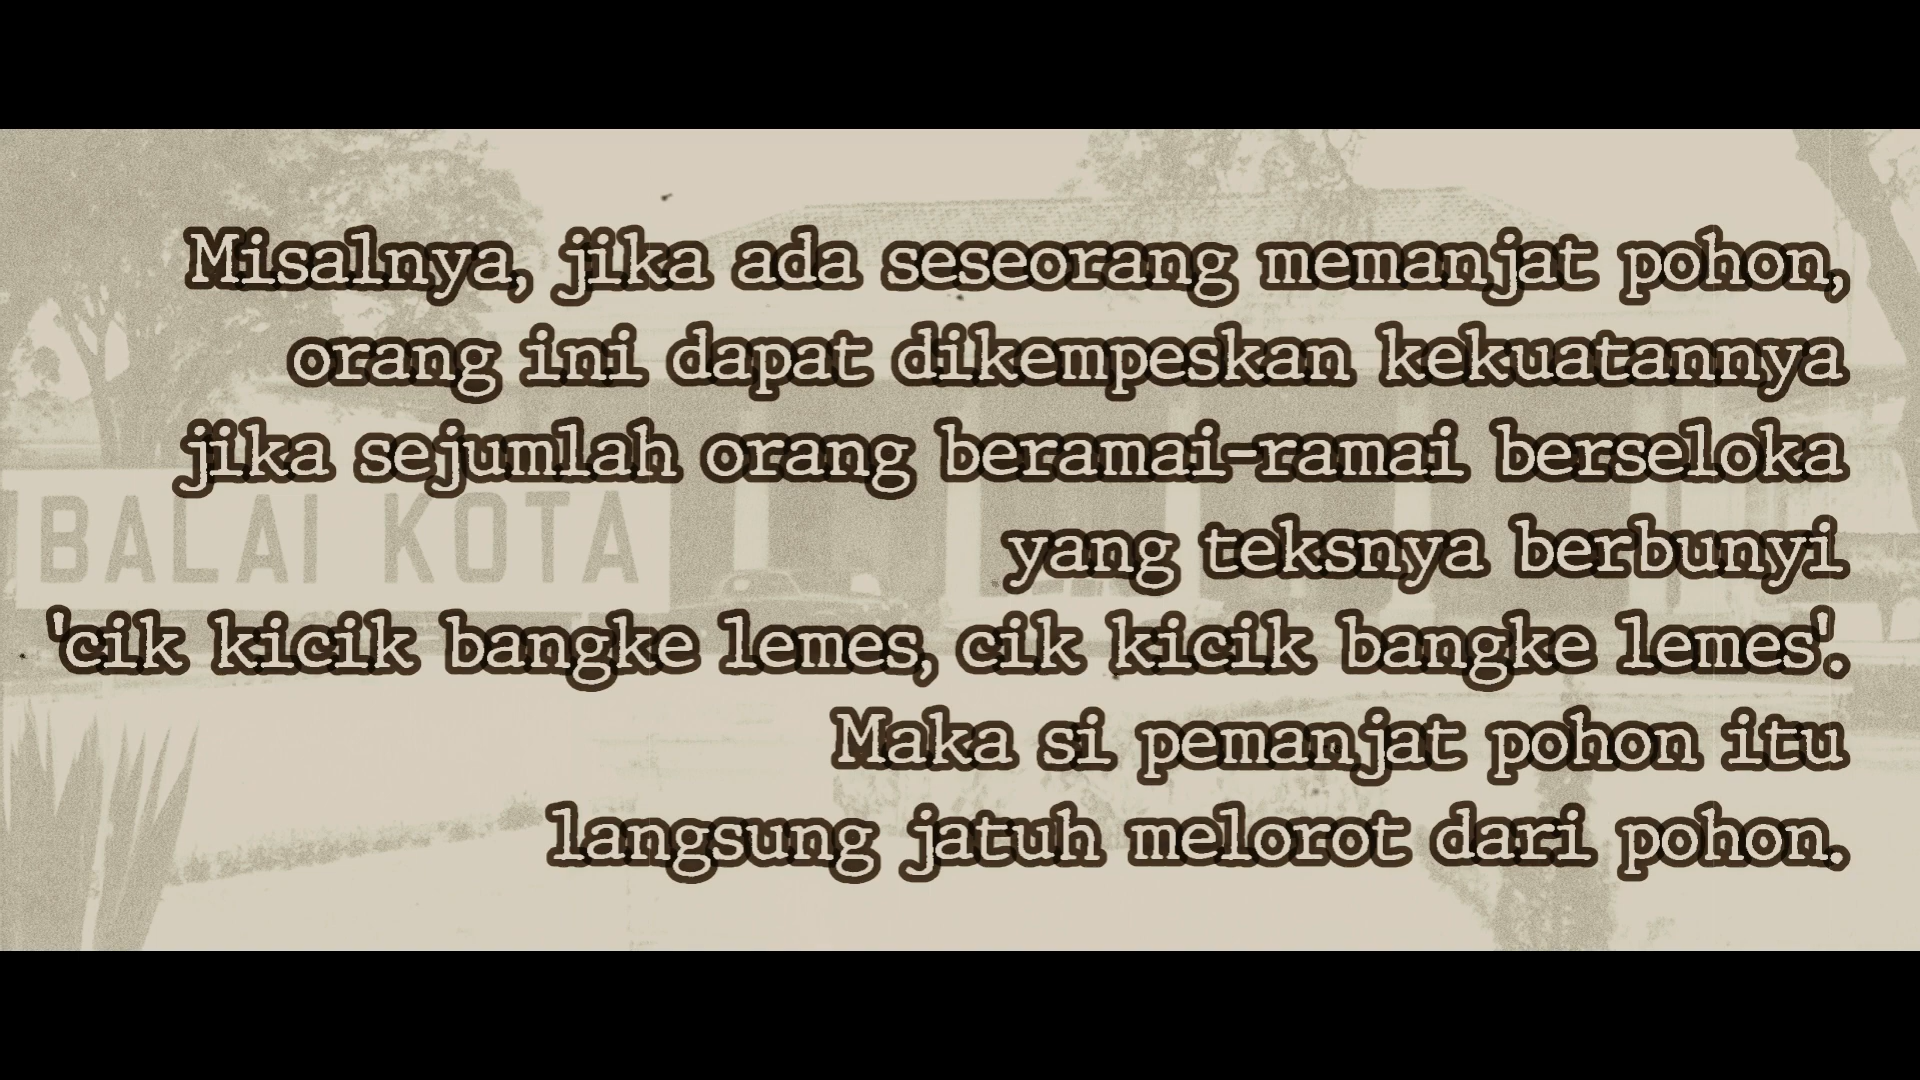 Misalnya, jika ada seseorang memanjat pohon,
orang ini dapat dikempeskan kekuatannya
jika sejumlah orang beramai-ramai berseloka
yang teksnya berbunyi
'cik kicik bangke lemes, cik kicik bangke lemes'.
Maka si pemanjat pohon itu
langsung jatuh melorot dari pohon.
BALAI KOTA